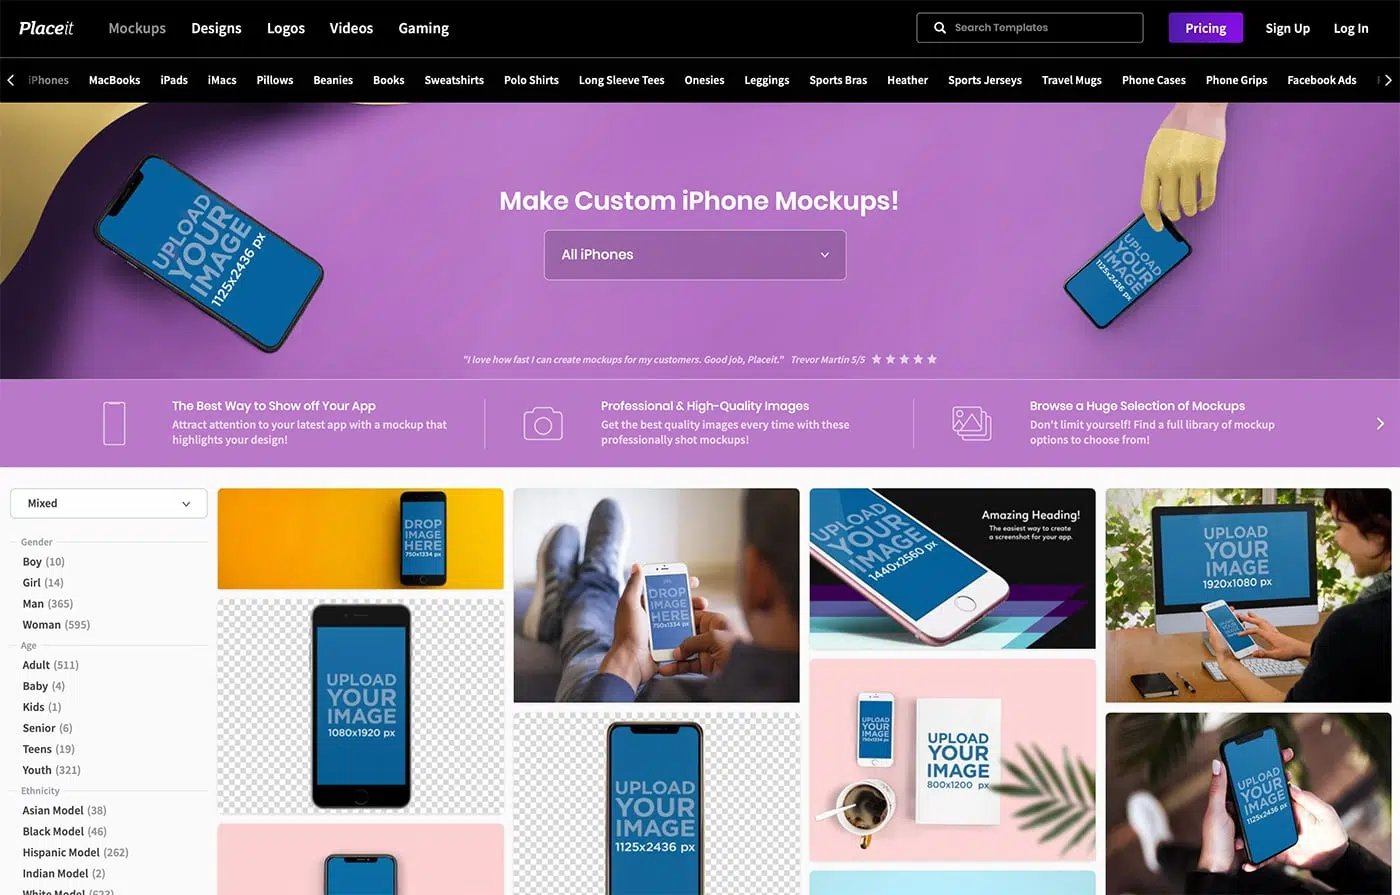 Placeit
Mockups
Designs
Logos
Videos
Gaming
Search Templates
Pricing
Sign Up
Log In
iPhones
MacBooks
iPads
iMacs
Pillows
Beanies
Books
Sweatshirts
Polo Shirts
Long Sleeve Tees
Onesies
Leggings
Sports Bras
Heather
Sports Jerseys
Travel Mugs
Phone Cases
Phone Grips
Facebook Ads
UPLOAD
YOUR
IMAGE
1125x2436 px
Make Custom iPhone Mockups!
All iPhones
"I love how fast I can create mockups for my customers. Good job, Placeit." Trevor Martin 5/5
UPLOAD
YOUR
IMAGE
1125x2436 px
The Best Way to Show off Your App
Attract attention to your latest app with a mockup that
highlights your design!
Professional & High-Quality Images
Get the best quality images every time with these
professionally shot mockups!
Browse a Huge Selection of Mockups
Don't limit yourself! Find a full library of mockup
options to choose from!
Mixed
Gender
Boy (10)
Girl (14)
Man (365)
Woman (595)
Age
Adult (511)
Baby (4)
Kids (1)
Senior (6)
Teens (19)
Youth (321)
Ethnicity
Asian Model (38)
Black Model (46)
Hispanic Model (262)
Indian Model (2)
White Model (623)
DROP
IMAGE
HERE
750x1334 px
UPLOAD
YOUR
IMAGE
1080x1920 px
DROP
IMAGE
HERE
750x1334 px
UPLOAD
YOUR
IMAGE
1125x2436 px
UPLOAD
YOUR
IMAGE
1440x2560 px
Amazing Heading!
The easiest way to create
a screenshot for your app.
UPLOAD
YOUR
IMAGE
750x1334 px
UPLOAD
YOUR
IMAGE
800x1200 px
UPLOAD
YOUR
IMAGE
1920x1080 px
UPLOAD
YOUR
IMAGE
UPLOAD
YOUR
IMAGE
1125x2436 px